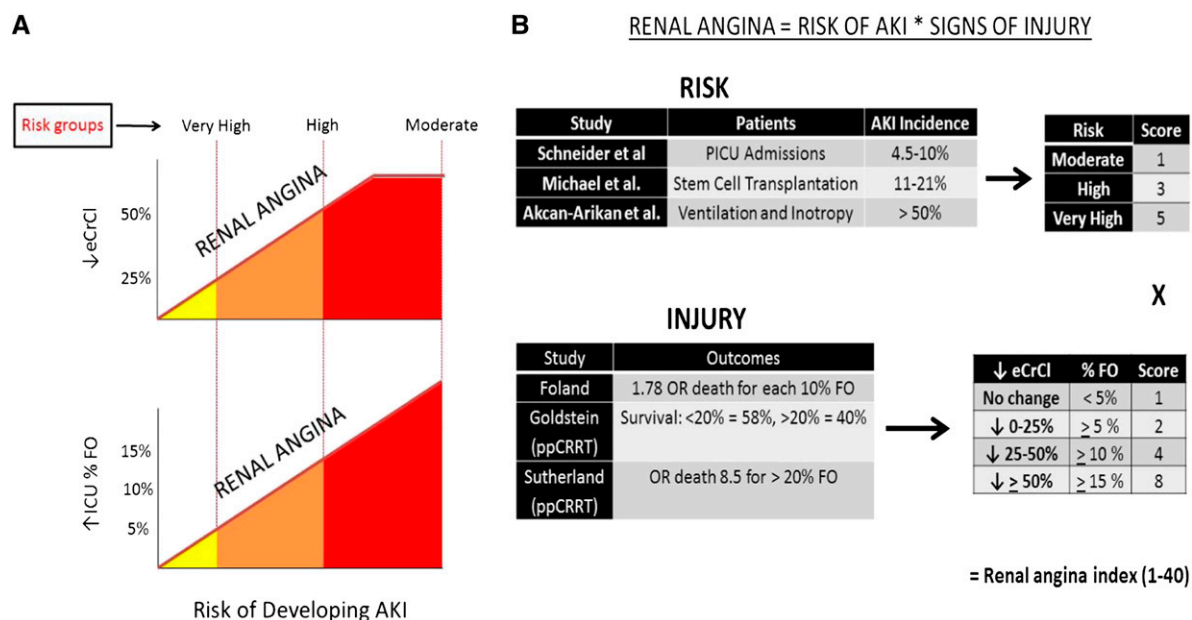 A
Risk groups
Very High
High
Moderate
RENAL ANGINA
↓eCrCl
50%
25%
RENAL ANGINA
↑ICU % FO
15%
10%
5%
Risk of Developing AKI
B
RENAL ANGINA = RISK OF AKI * SIGNS OF INJURY
RISK
Study Patients AKI Incidence
Schneider et al PICU Admissions 4.5-10%
Michael et al. Stem Cell Transplantation 11-21%
Akcan-Arikan et al. Ventilation and Inotropy > 50%
Risk Score
Moderate 1
High 3
Very High 5
X
INJURY
Study Outcomes
Foland 1.78 OR death for each 10% FO
Goldstein Survival: <20% = 58%, >20% = 40%
(ppCRRT)
Sutherland OR death 8.5 for > 20% FO
(ppCRRT)
↓ eCrCl % FO Score
No change < 5% 1
↓ 0-25% ≥ 5 % 2
↓ 25-50% ≥ 10 % 4
↓ ≥ 50% ≥ 15 % 8
= Renal angina index (1-40)